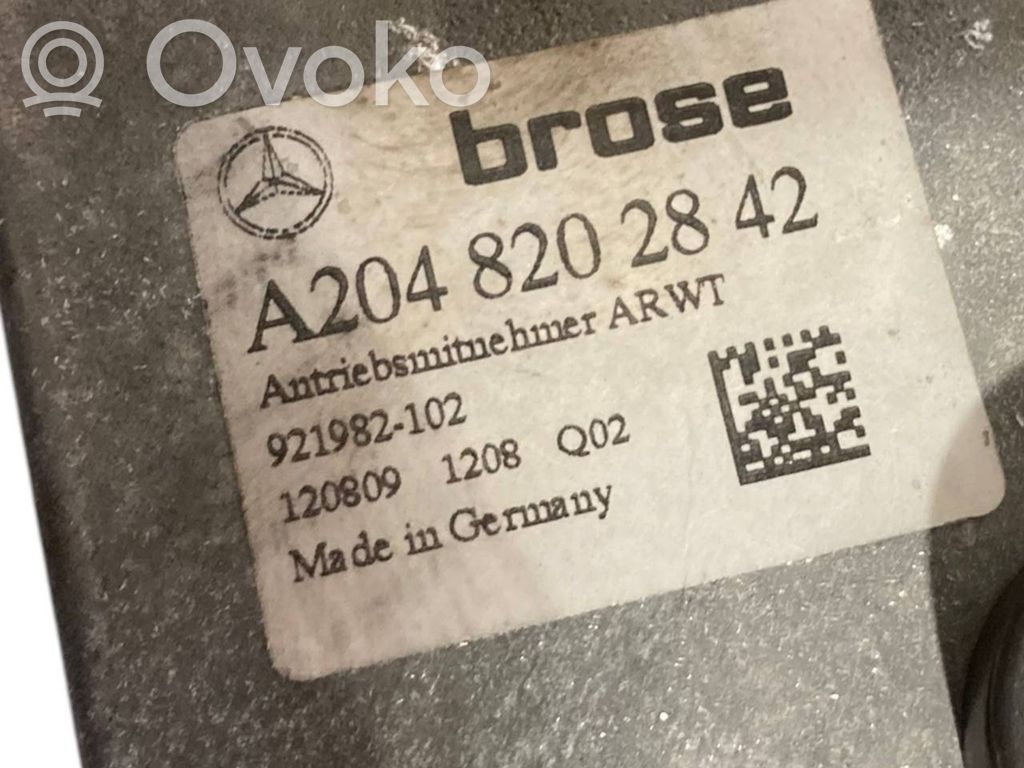 Ovoko
brose
A204 820 28 42
Antriebsmitnehmer ARWT
921982-102
120809 1208 Q02
Made in Germany